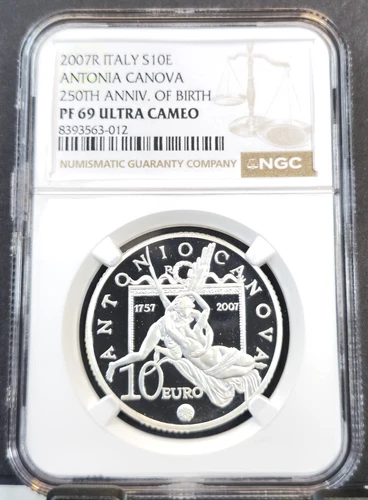 2007R ITALY S10E
ANTONIA CANOVA
250TH ANNIV. OF BIRTH
PF 69 ULTRA CAMEO
8393563-012
NUMISMATIC GUARANTY COMPANY NGC
ANTONIO CANOVA
R
1757 2007
10 EURO